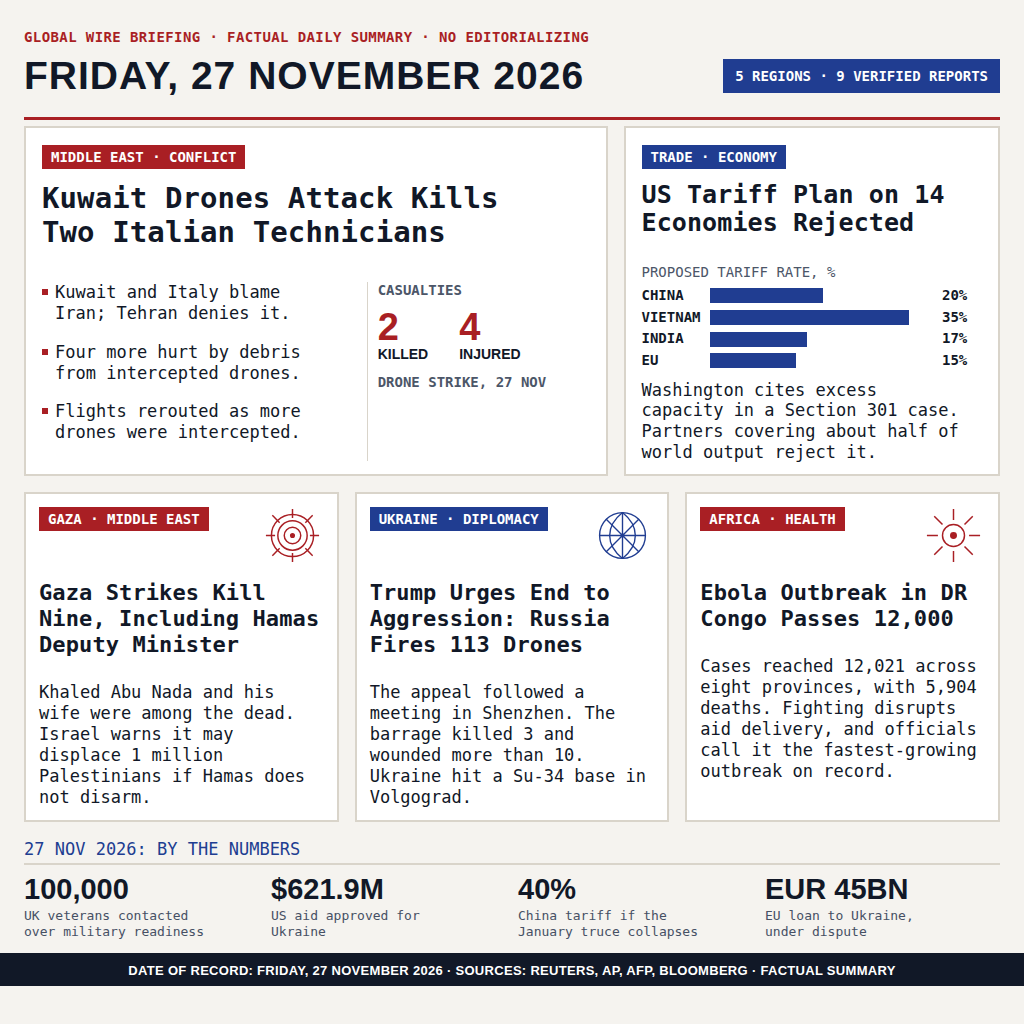 GLOBAL WIRE BRIEFING · FACTUAL DAILY SUMMARY · NO EDITORIALIZING
FRIDAY, 27 NOVEMBER 2026
5 REGIONS · 9 VERIFIED REPORTS
MIDDLE EAST · CONFLICT
Kuwait Drones Attack Kills
Two Italian Technicians
Kuwait and Italy blame
Iran; Tehran denies it.
Four more hurt by debris
from intercepted drones.
Flights rerouted as more
drones were intercepted.
CASUALTIES
2 4
KILLED INJURED
DRONE STRIKE, 27 NOV
TRADE · ECONOMY
US Tariff Plan on 14
Economies Rejected
PROPOSED TARIFF RATE, %
CHINA 20%
VIETNAM 35%
INDIA 17%
EU 15%
Washington cites excess
capacity in a Section 301 case.
Partners covering about half of
world output reject it.
GAZA · MIDDLE EAST
Gaza Strikes Kill
Nine, Including Hamas
Deputy Minister
Khaled Abu Nada and his
wife were among the dead.
Israel warns it may
displace 1 million
Palestinians if Hamas does
not disarm.
UKRAINE · DIPLOMACY
Trump Urges End to
Aggression: Russia
Fires 113 Drones
The appeal followed a
meeting in Shenzhen. The
barrage killed 3 and
wounded more than 10.
Ukraine hit a Su-34 base in
Volgograd.
AFRICA · HEALTH
Ebola Outbreak in DR
Congo Passes 12,000
Cases reached 12,021 across
eight provinces, with 5,904
deaths. Fighting disrupts
aid delivery, and officials
call it the fastest-growing
outbreak on record.
27 NOV 2026: BY THE NUMBERS
100,000
UK veterans contacted
over military readiness
$621.9M
US aid approved for
Ukraine
40%
China tariff if the
January truce collapses
EUR 45BN
EU loan to Ukraine,
under dispute
DATE OF RECORD: FRIDAY, 27 NOVEMBER 2026 · SOURCES: REUTERS, AP, AFP, BLOOMBERG · FACTUAL SUMMARY